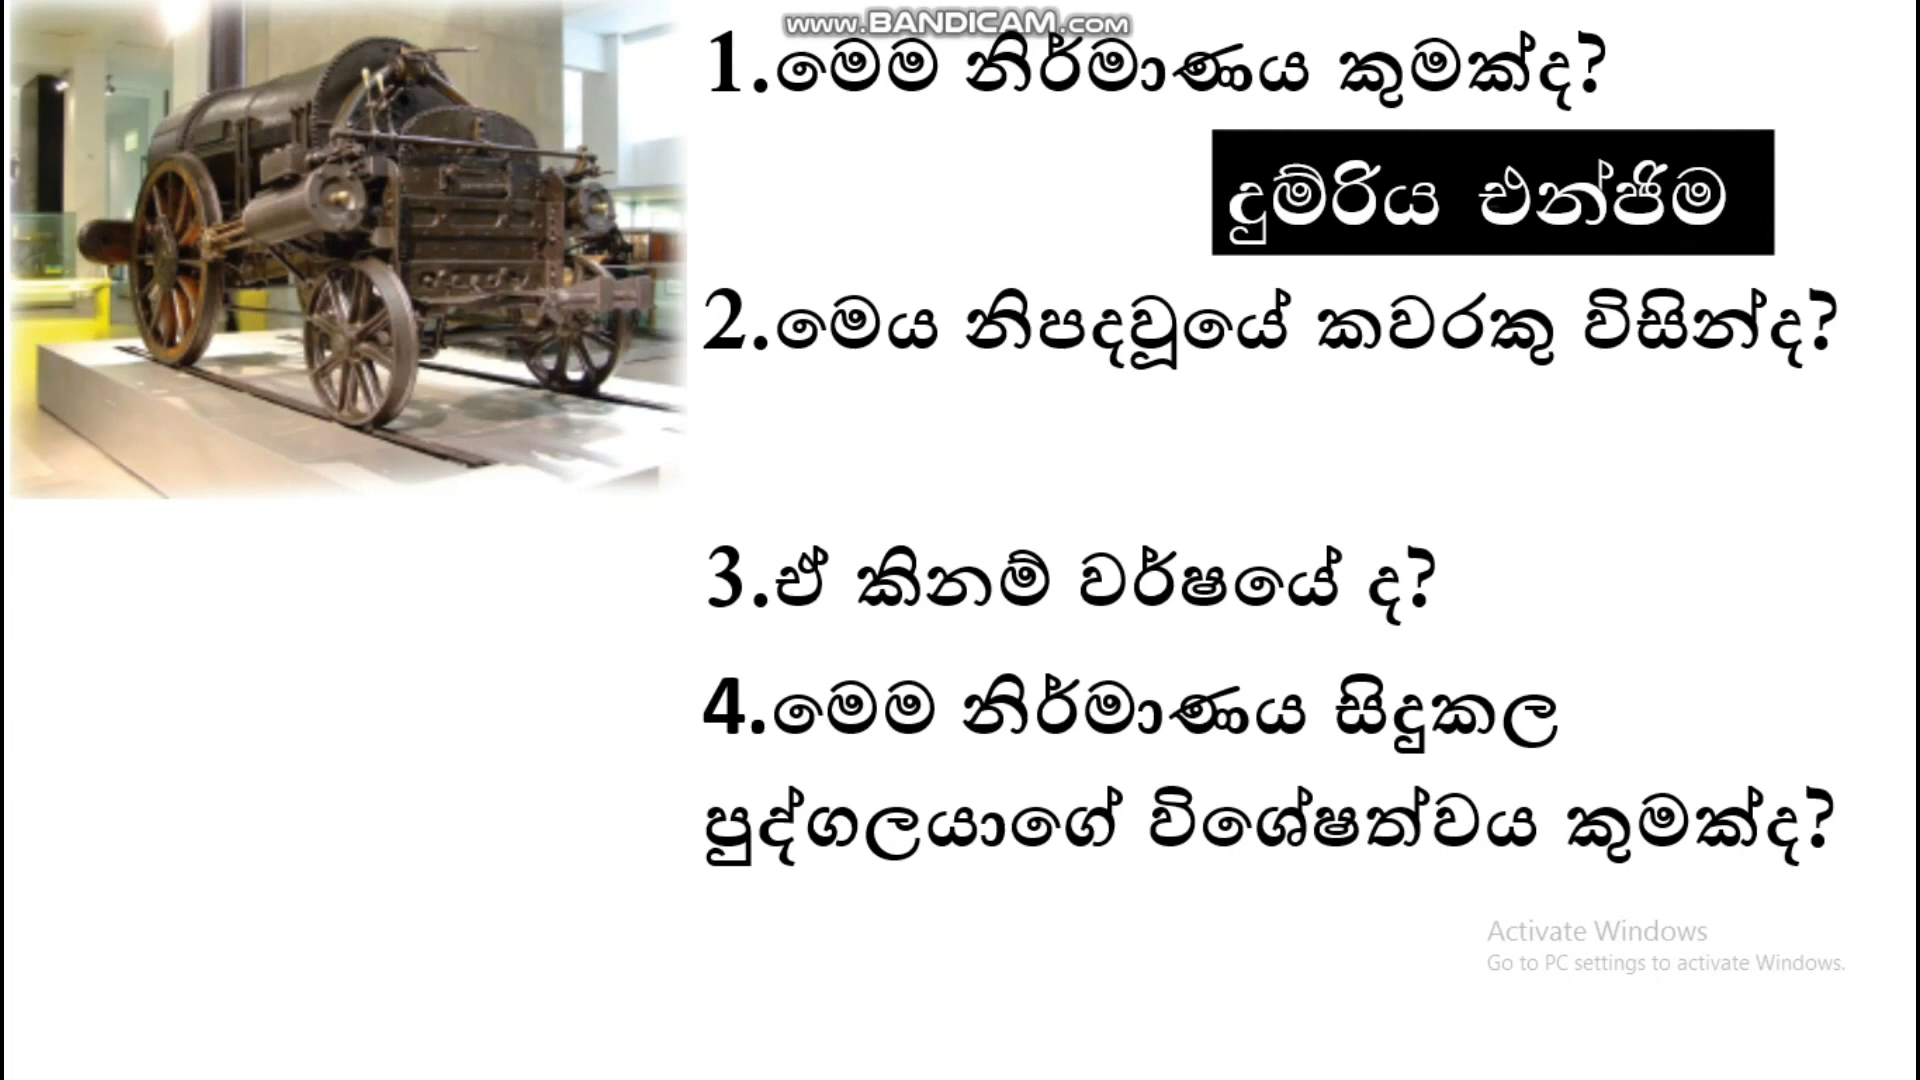 www.BANDICAM.com
1.මෙම නිර්මාණය කුමක්ද?
දුම්රිය එන්ජිම
2.මෙය නිපදවූයේ කවරකු විසින්ද?
3.ඒ කිනම් වර්ෂයේ ද?
4.මෙම නිර්මාණය සිදුකල
පුද්ගලයාගේ විශේෂත්වය කුමක්ද?
Activate Windows
Go to PC settings to activate Windows.